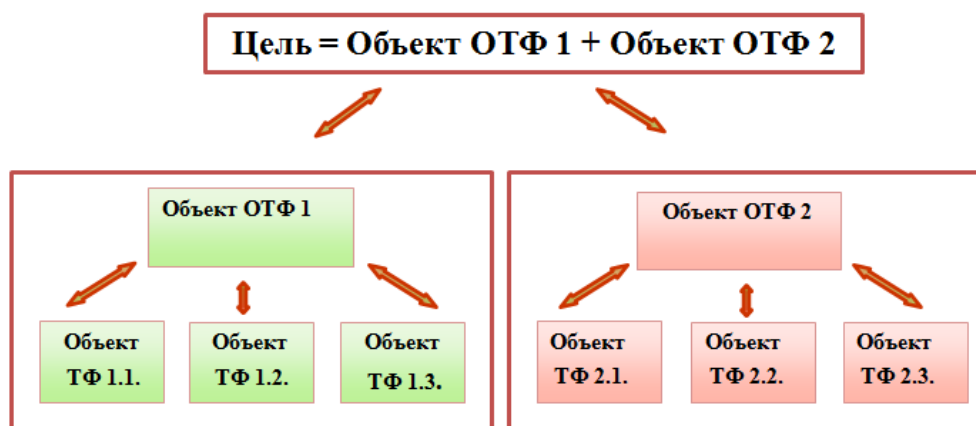 Цель = Объект ОТФ 1 + Объект ОТФ 2
Объект ОТФ 1
Объект
ТФ 1.1.
Объект
ТФ 1.2.
Объект
ТФ 1.3.
Объект ОТФ 2
Объект
ТФ 2.1.
Объект
ТФ 2.2.
Объект
ТФ 2.3.